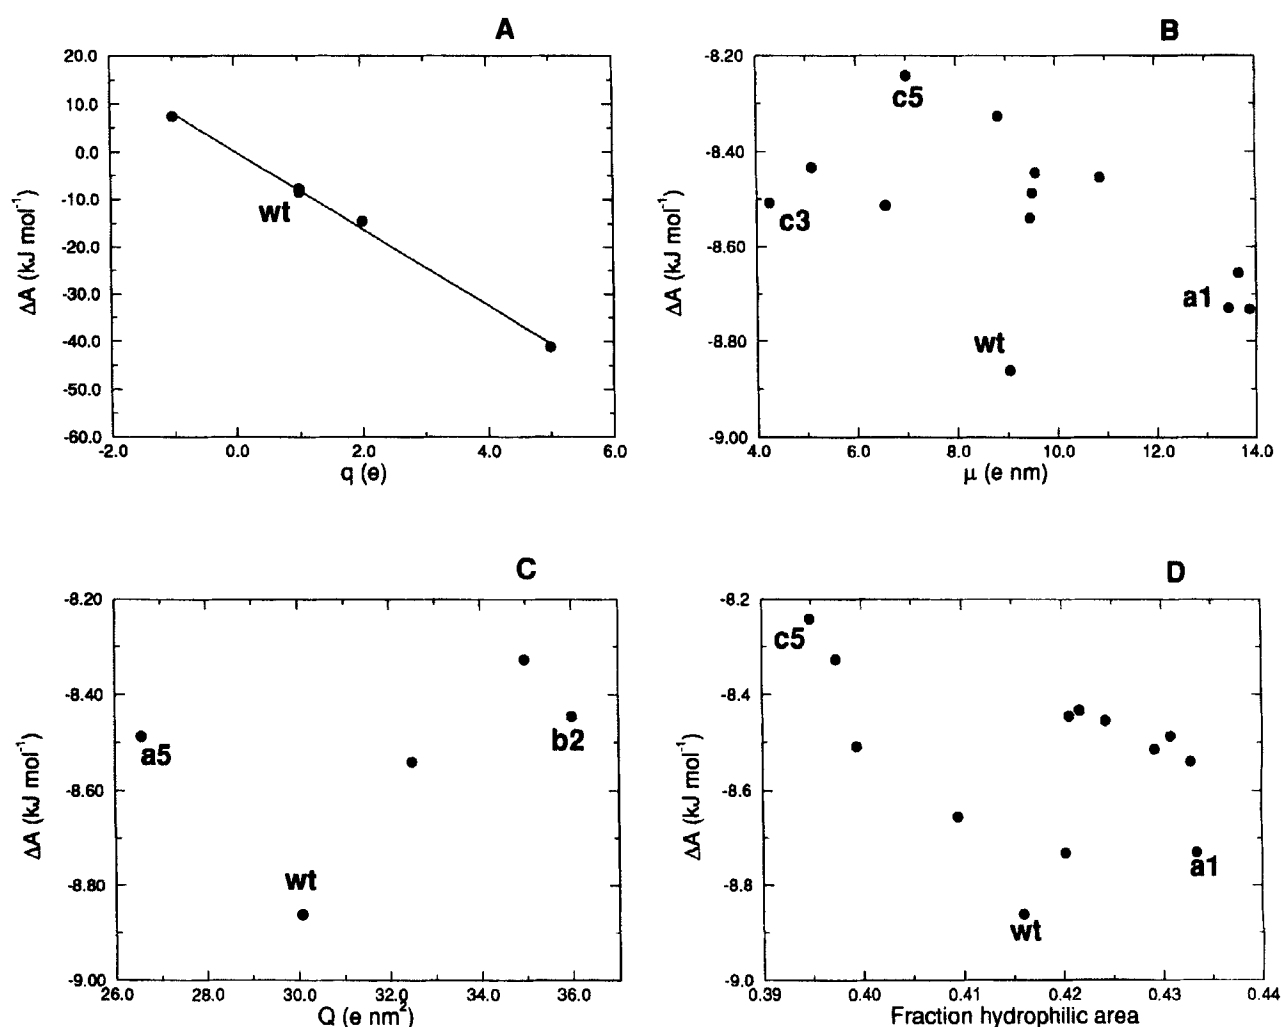 A
20.0
10.0
0.0
-10.0
-20.0
-30.0
-40.0
-50.0
-60.0
-2.0 0.0 2.0 4.0 6.0
q (e)
ΔA (kJ mol⁻¹)
wt
B
-8.20
-8.40
-8.60
-8.80
-9.00
4.0 6.0 8.0 10.0 12.0 14.0
μ (e nm)
ΔA (kJ mol⁻¹)
c5
c3
a1
wt
C
-8.20
-8.40
-8.60
-8.80
-9.00
26.0 28.0 30.0 32.0 34.0 36.0
Q (e nm²)
ΔA (kJ mol⁻¹)
a5
b2
wt
D
-8.2
-8.4
-8.6
-8.8
-9.0
0.39 0.40 0.41 0.42 0.43 0.44
Fraction hydrophilic area
ΔA (kJ mol⁻¹)
c5
a1
wt